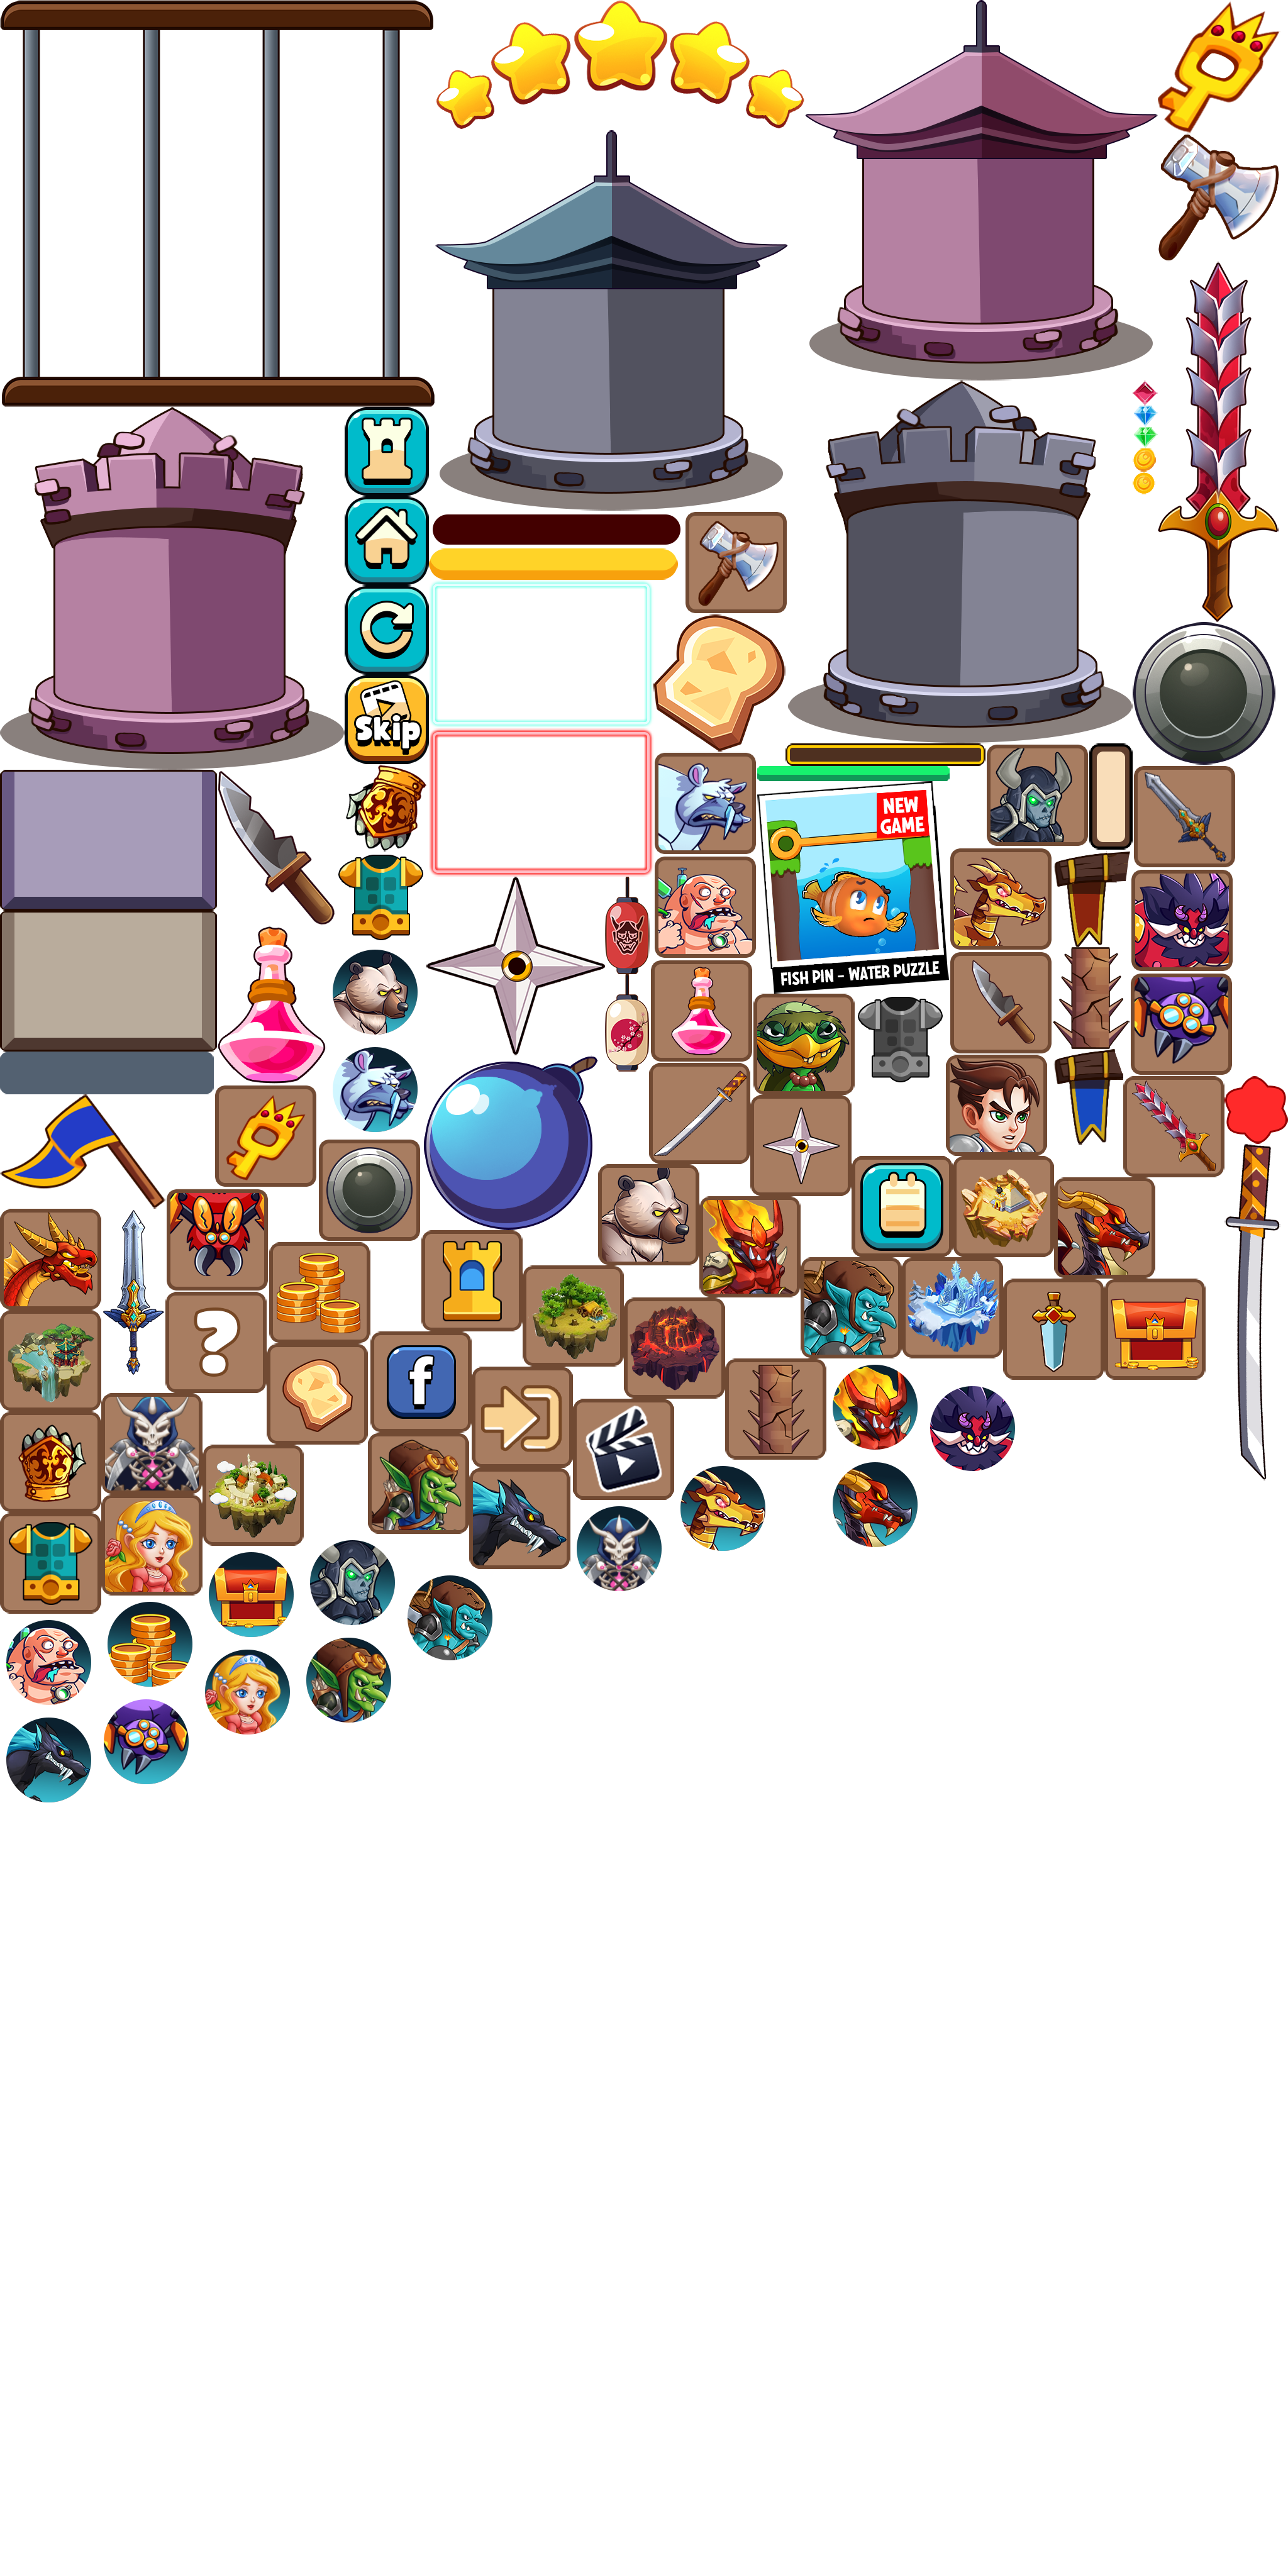 Skip
NEW
GAME
FISH PIN - WATER PUZZLE
?
f